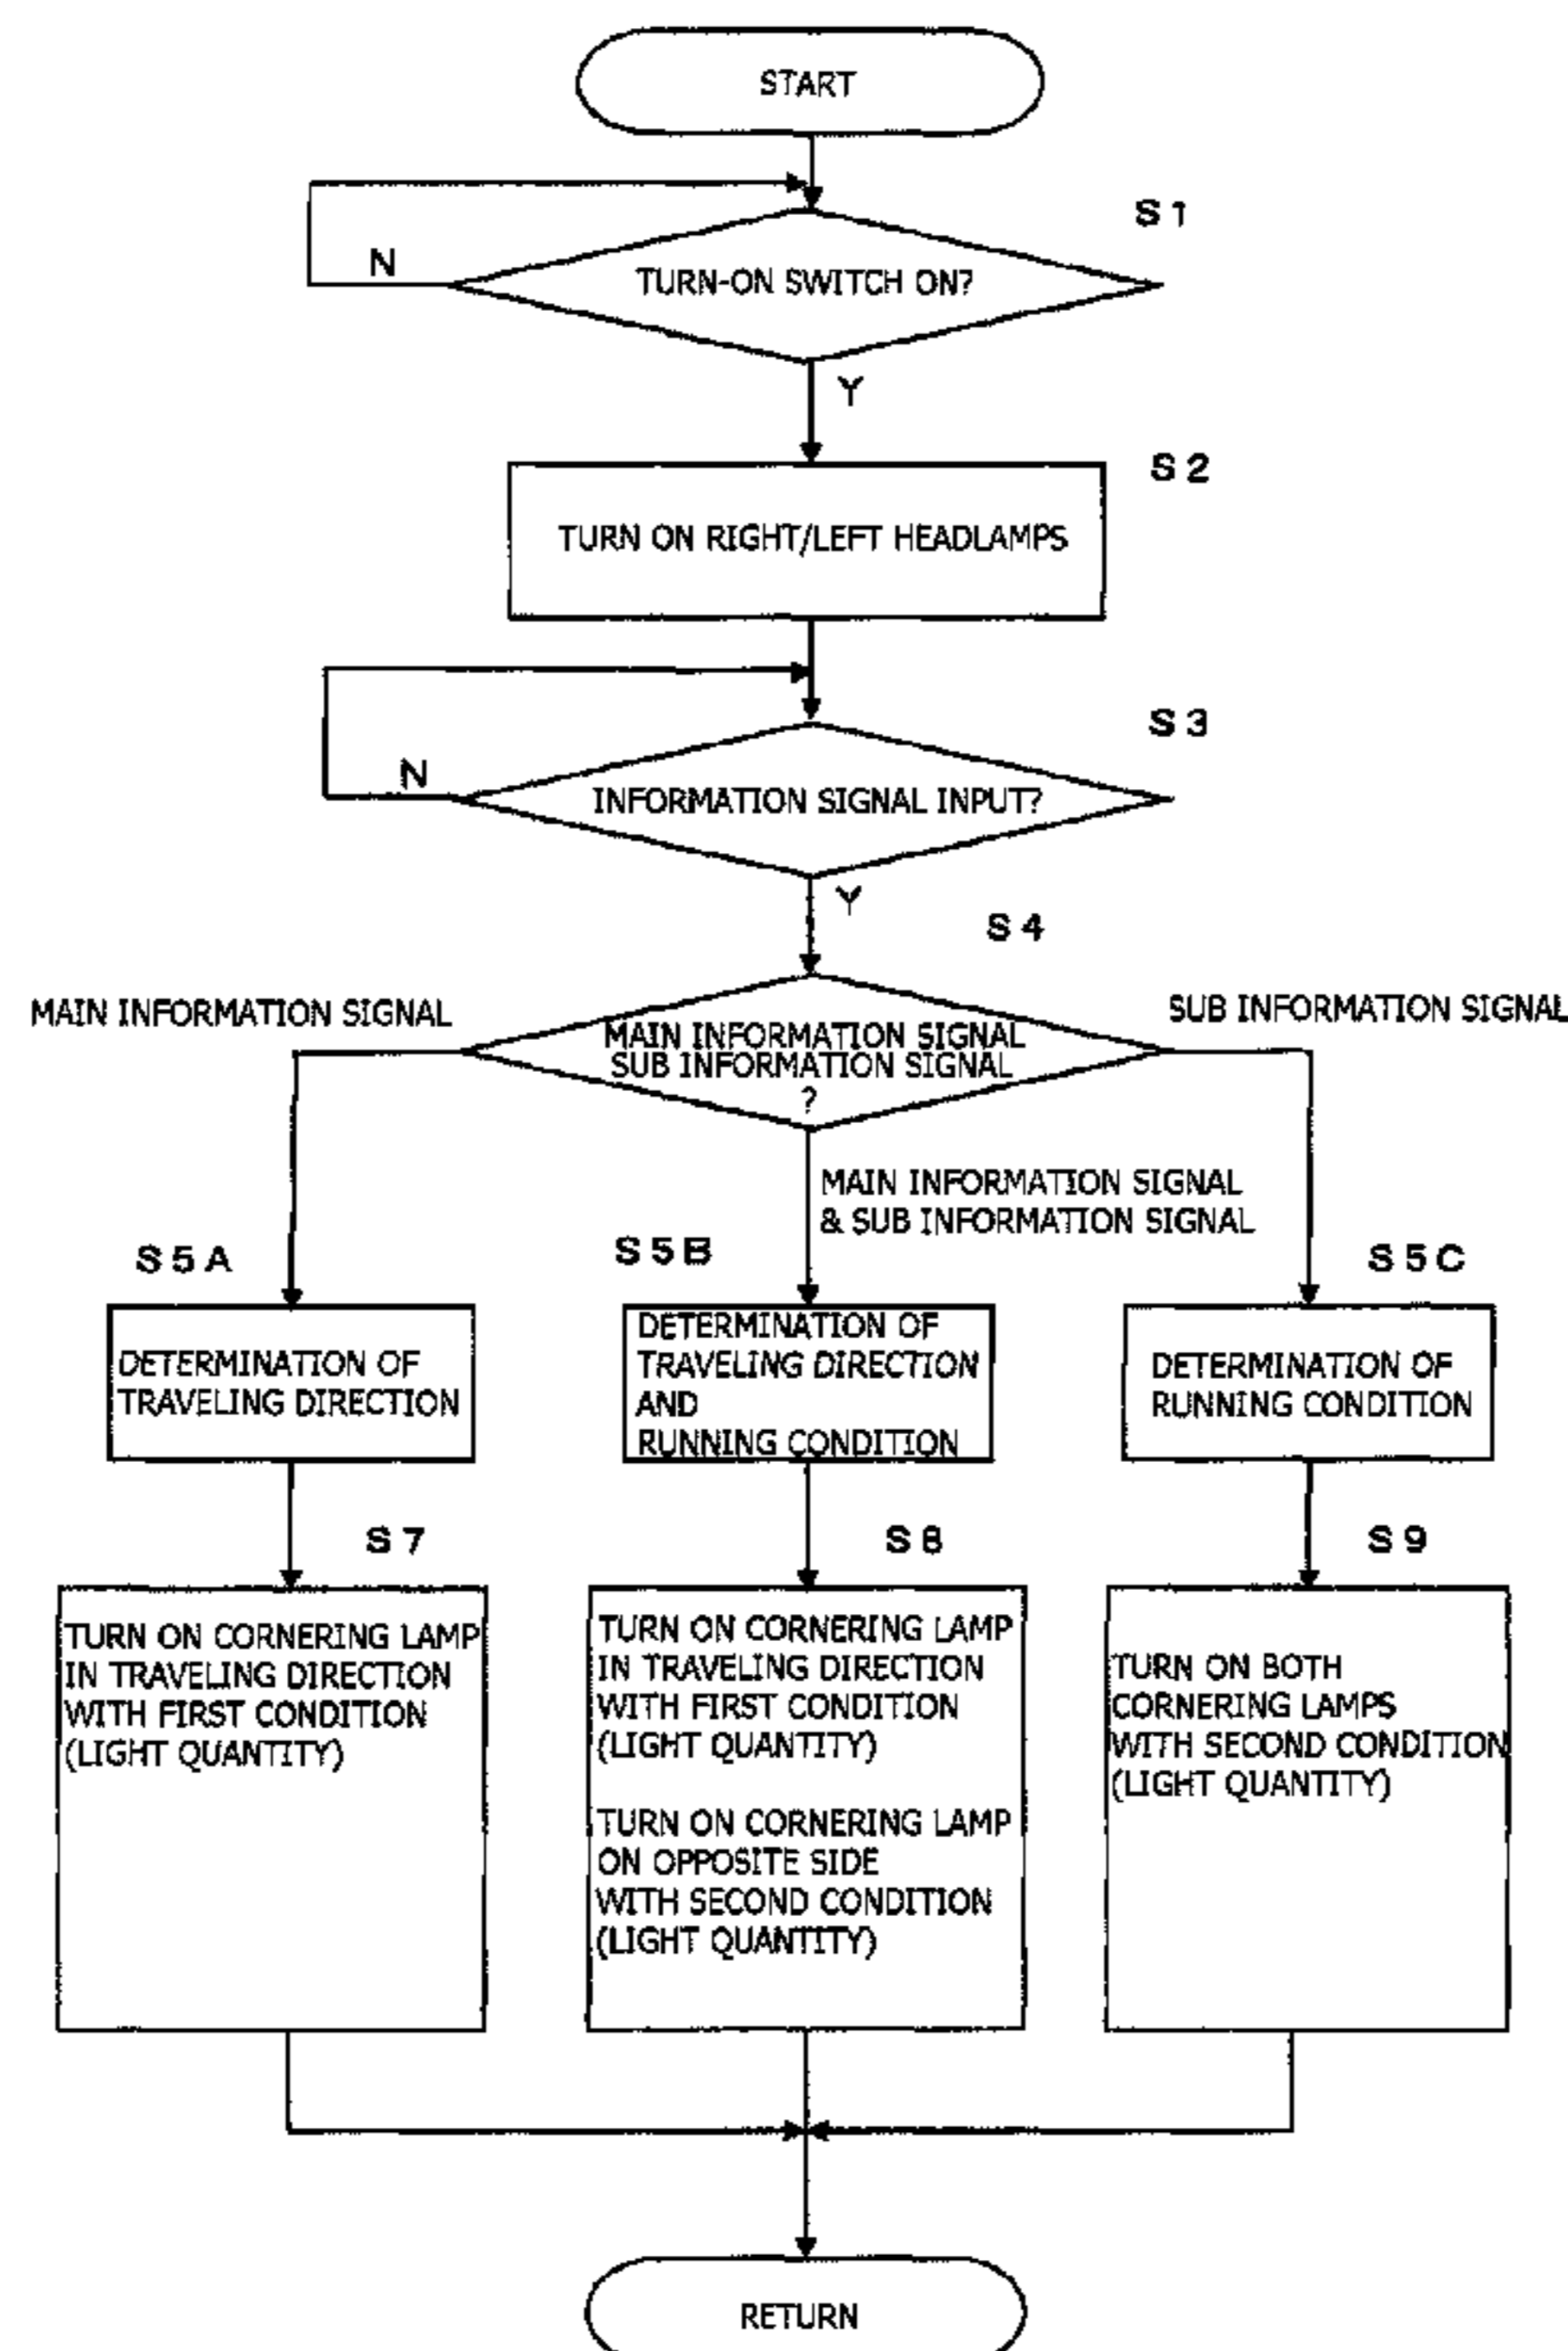 START
S1
N
TURN-ON SWITCH ON?
Y
S2
TURN ON RIGHT/LEFT HEADLAMPS
S3
N
INFORMATION SIGNAL INPUT?
Y
S4
MAIN INFORMATION SIGNAL
SUB INFORMATION SIGNAL
MAIN INFORMATION SIGNAL
SUB INFORMATION SIGNAL
?
MAIN INFORMATION SIGNAL
& SUB INFORMATION SIGNAL
S5A
S5B
S5C
DETERMINATION OF
TRAVELING DIRECTION
DETERMINATION OF
TRAVELING DIRECTION
AND
RUNNING CONDITION
DETERMINATION OF
RUNNING CONDITION
S7
S8
S9
TURN ON CORNERING LAMP
IN TRAVELING DIRECTION
WITH FIRST CONDITION
(LIGHT QUANTITY)
TURN ON CORNERING LAMP
IN TRAVELING DIRECTION
WITH FIRST CONDITION
(LIGHT QUANTITY)
TURN ON CORNERING LAMP
ON OPPOSITE SIDE
WITH SECOND CONDITION
(LIGHT QUANTITY)
TURN ON BOTH
CORNERING LAMPS
WITH SECOND CONDITION
(LIGHT QUANTITY)
RETURN